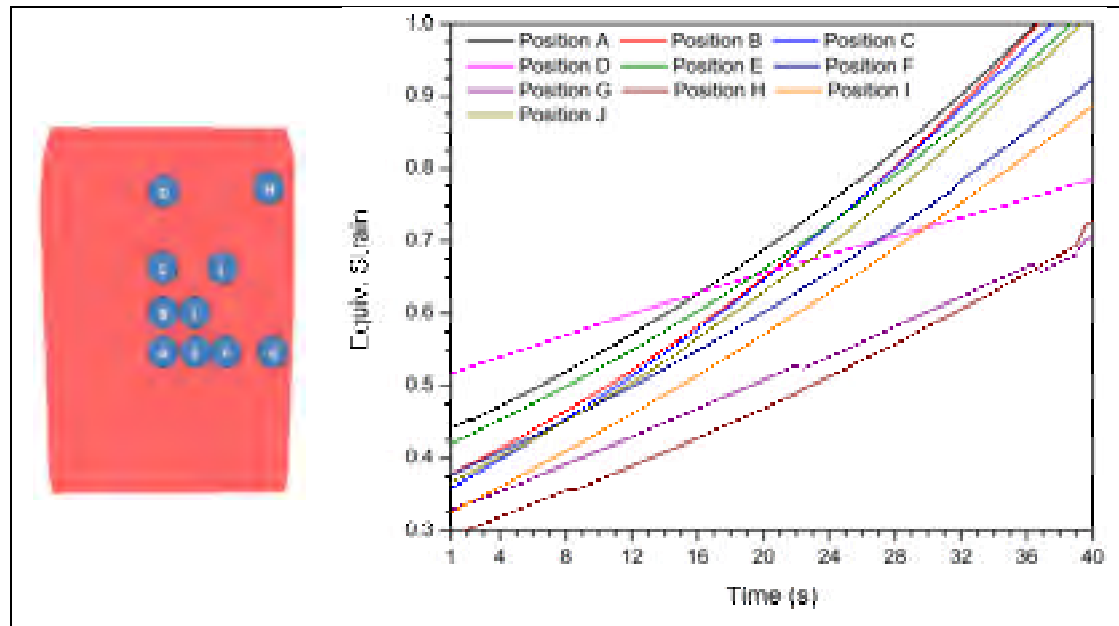 H
Position A Position B Position C
Position D Position E Position F
Position G Position H Position I
Position J
Equiv. Strain
1.0
0.9
0.8
0.7
0.6
0.5
0.4
0.3
1 4 8 12 16 20 24 28 32 36 40
Time (s)